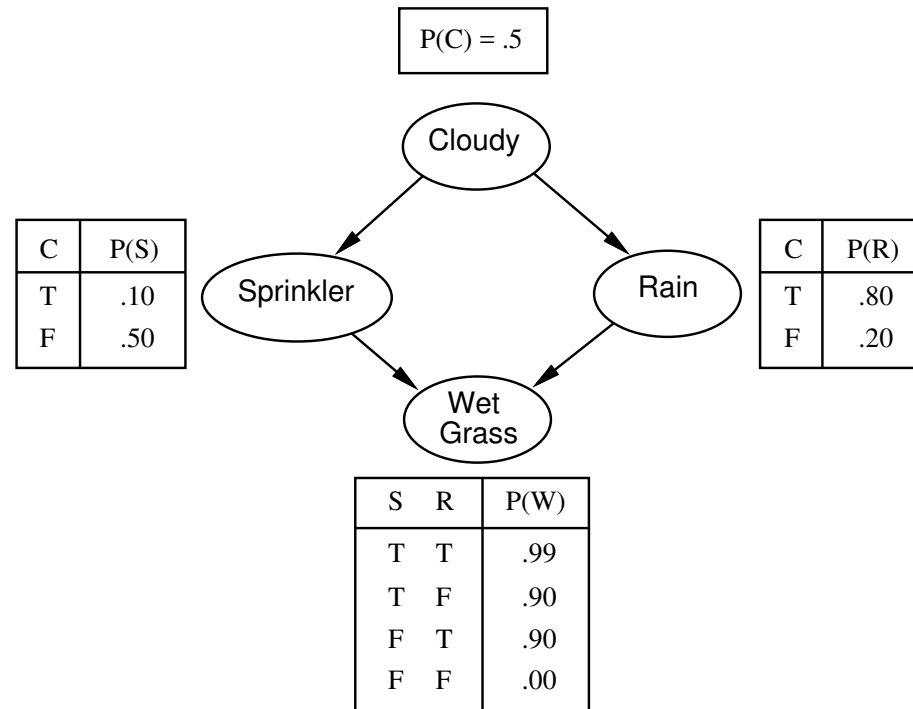 P(C) = .5
Cloudy
C P(S)
T .10
F .50
Sprinkler
Rain
C P(R)
T .80
F .20
Wet
Grass
S R P(W)
T T .99
T F .90
F T .90
F F .00